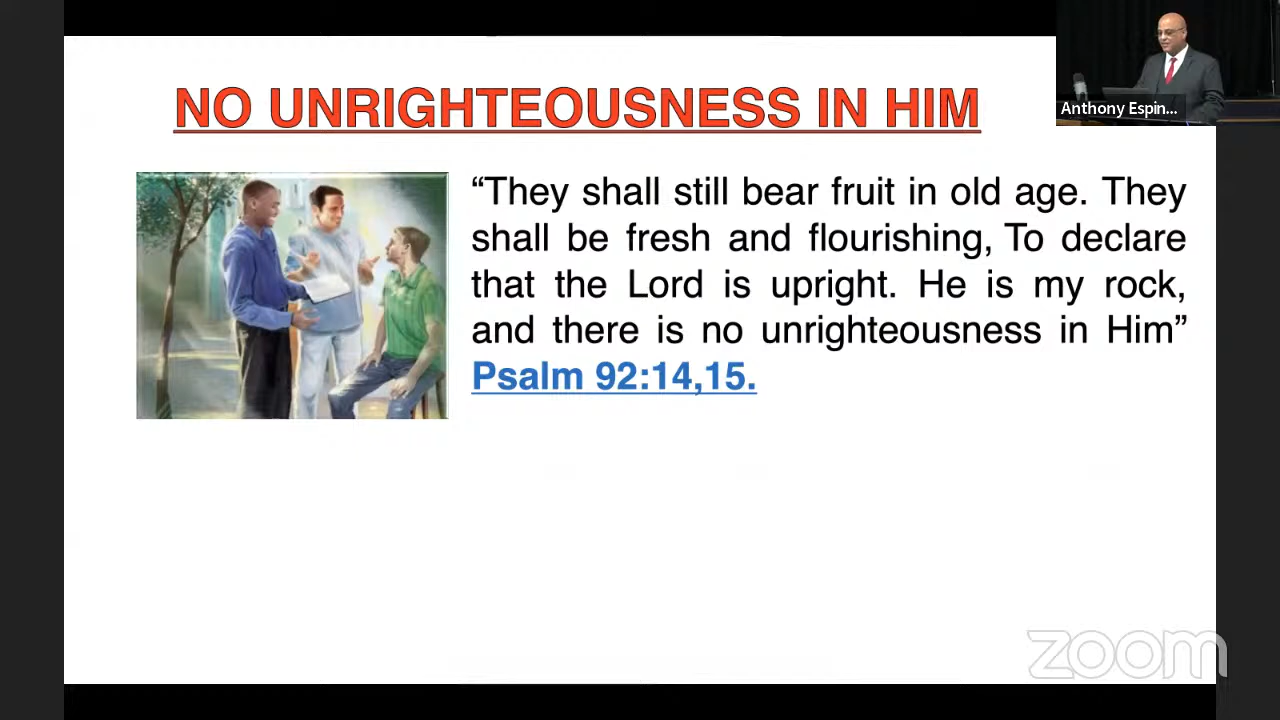 NO UNRIGHTEOUSNESS IN HIM
Anthony Espin...
“They shall still bear fruit in old age. They
shall be fresh and flourishing, To declare
that the Lord is upright. He is my rock,
and there is no unrighteousness in Him”
Psalm 92:14,15.
zoom